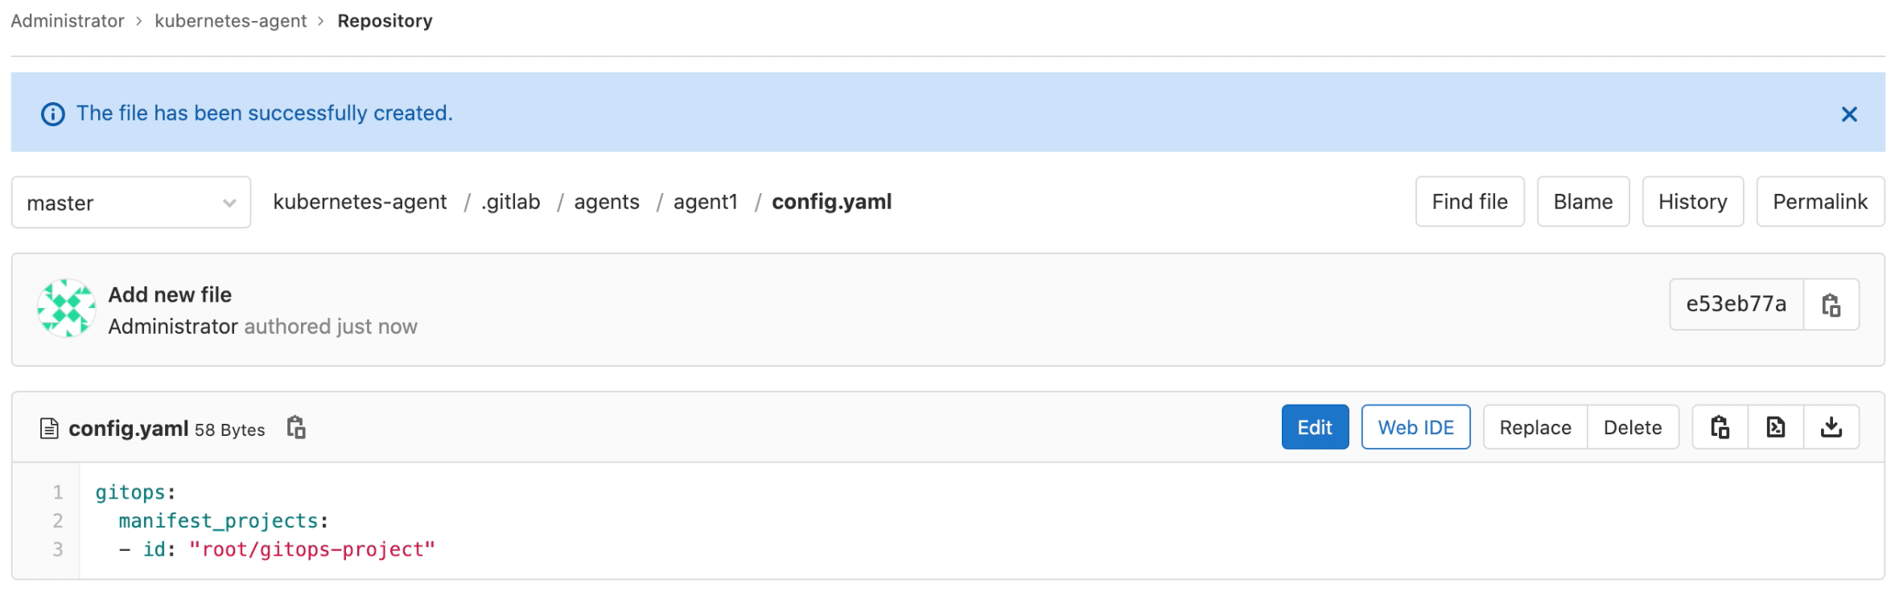 Administrator › kubernetes-agent › Repository
The file has been successfully created.
master kubernetes-agent / .gitlab / agents / agent1 / config.yaml Find file Blame History Permalink
Add new file
Administrator authored just now
e53eb77a
config.yaml 58 Bytes Edit Web IDE Replace Delete
1 gitops:
2   manifest_projects:
3   - id: "root/gitops-project"